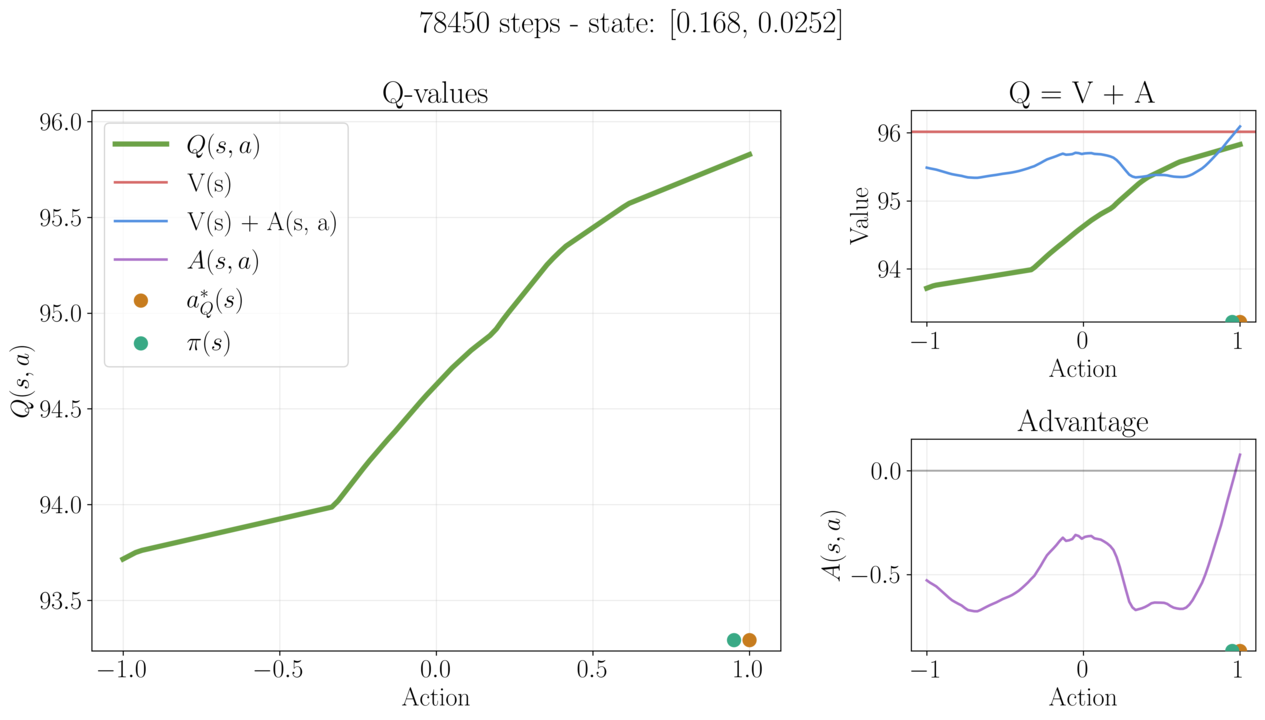 78450 steps - state: [0.168, 0.0252]
Q-values
Q(s, a)
96.0
95.5
95.0
94.5
94.0
93.5
Q(s, a)
V(s)
V(s) + A(s, a)
A(s, a)
a*Q(s)
π(s)
−1.0 −0.5 0.0 0.5 1.0
Action
Q = V + A
Value
96
95
94
−1 0 1
Action
Advantage
A(s, a)
0.0
−0.5
−1 0 1
Action